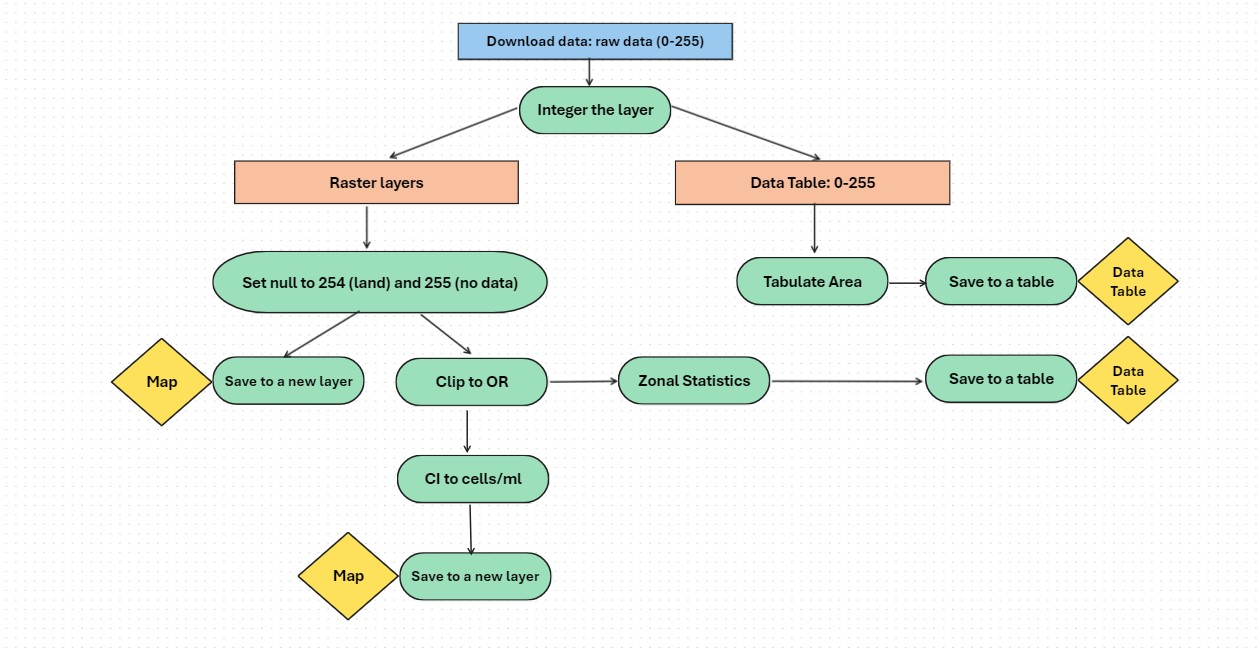 Download data: raw data (0-255)
Integer the layer
Raster layers
Data Table: 0-255
Set null to 254 (land) and 255 (no data)
Tabulate Area
Save to a table
Data
Table
Map
Save to a new layer
Clip to OR
Zonal Statistics
Save to a table
Data
Table
CI to cells/ml
Map
Save to a new layer